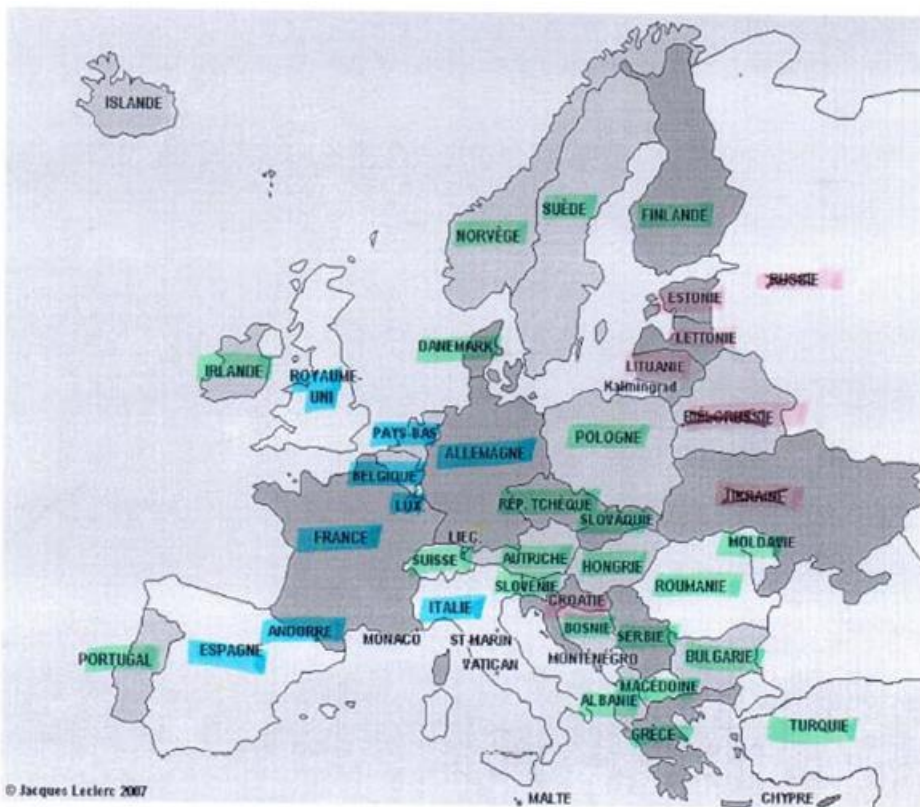 ISLANDE
SUÈDE
FINLANDE
NORVÈGE
RUSSIE
ESTONIE
LETTONIE
DANEMARK
IRLANDE
LITUANIE
ROYAUME-
UNI
Kalmingrad
BIÉLORUSSIE
PAYS-BAS
POLOGNE
ALLEMAGNE
BELGIQUE
UKRAINE
LUX
RÉP. TCHÈQUE
SLOVAQUIE
FRANCE
LIEC.
MOLDAVIE
SUISSE
AUTRICHE
HONGRIE
SLOVÉNIE
ROUMANIE
CROATIE
ITALIE
BOSNIE
ANDORRE
MONACO
ST-MARIN
SERBIE
ESPAGNE
PORTUGAL
VATICAN
MONTÉNÉGRO
BULGARIE
MACÉDOINE
ALBANIE
GRÈCE
TURQUIE
© Jacques Leclerc 2007
MALTE
CHYPRE